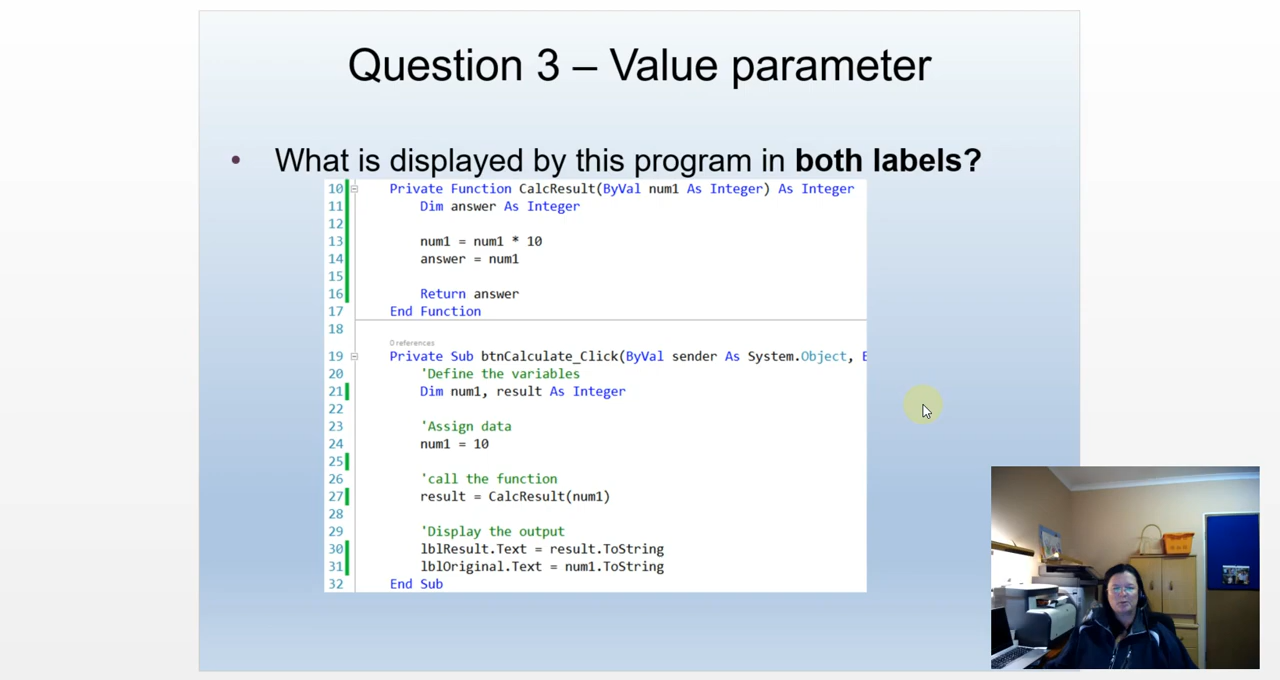 Question 3 – Value parameter
• What is displayed by this program in both labels?
10 Private Function CalcResult(ByVal num1 As Integer) As Integer
11 Dim answer As Integer
12
13 num1 = num1 * 10
14 answer = num1
15
16 Return answer
17 End Function
18
0 references
19 Private Sub btnCalculate_Click(ByVal sender As System.Object, E
20 'Define the variables
21 Dim num1, result As Integer
22
23 'Assign data
24 num1 = 10
25
26 'call the function
27 result = CalcResult(num1)
28
29 'Display the output
30 lblResult.Text = result.ToString
31 lblOriginal.Text = num1.ToString
32 End Sub